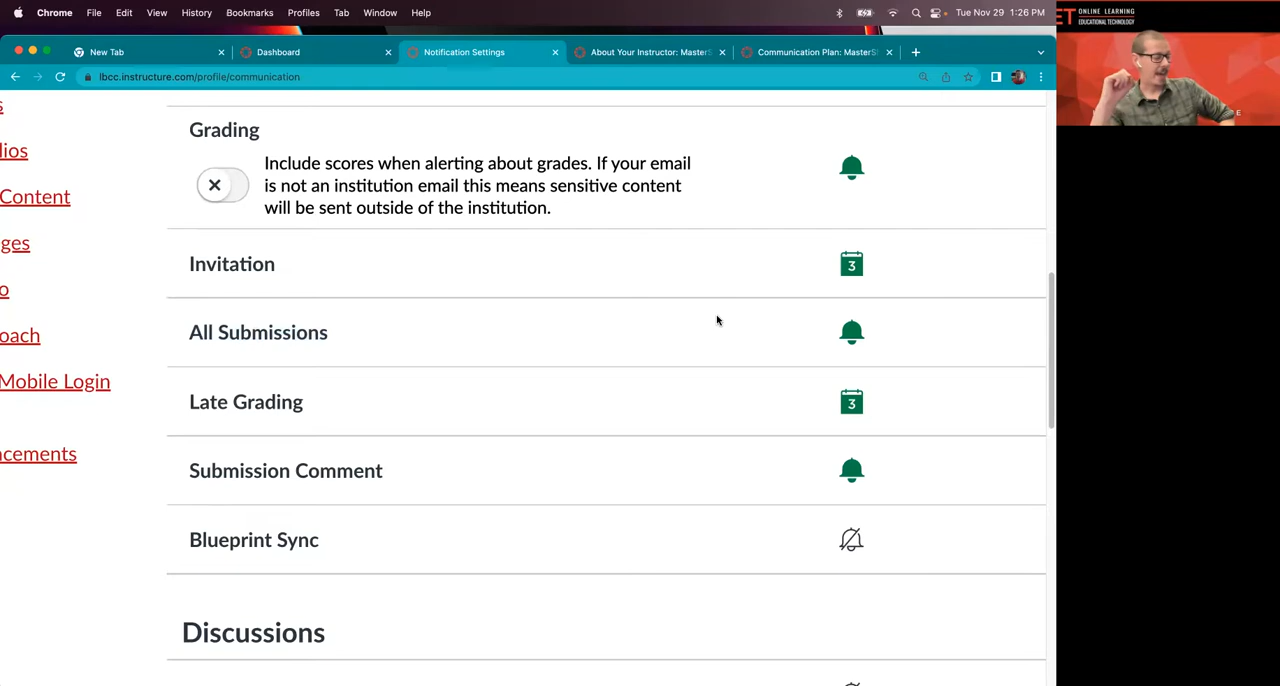 Chrome File Edit View History Bookmarks Profiles Tab Window Help
Tue Nov 29 1:26 PM
ET ONLINE LEARNING
EDUCATIONAL TECHNOLOGY
New Tab
Dashboard
Notification Settings
About Your Instructor: MasterS
Communication Plan: MasterS
lbcc.instructure.com/profile/communication
s
Grading
Include scores when alerting about grades. If your email
is not an institution email this means sensitive content
will be sent outside of the institution.
lios
Content
ges
Invitation
3
o
oach
All Submissions
Mobile Login
Late Grading
3
cements
Submission Comment
Blueprint Sync
Discussions
E